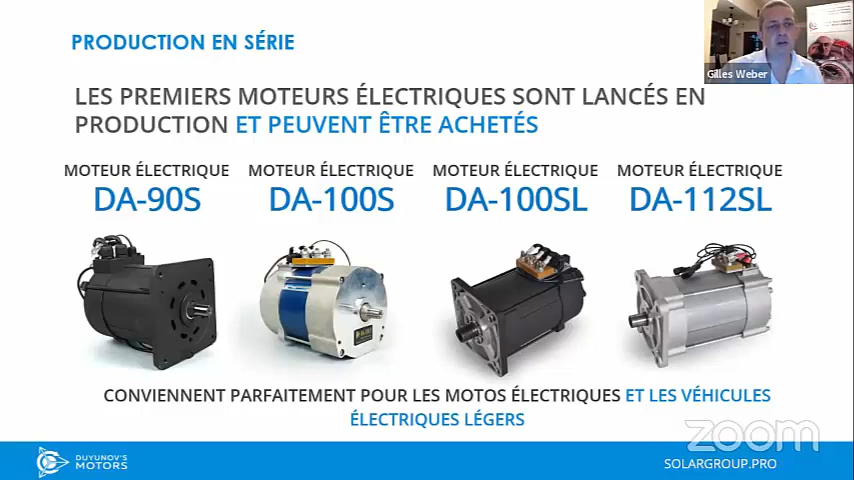 PRODUCTION EN SÉRIE
Gilles Weber
LES PREMIERS MOTEURS ÉLECTRIQUES SONT LANCÉS EN
PRODUCTION ET PEUVENT ÊTRE ACHETÉS
MOTEUR ÉLECTRIQUE
DA-90S
MOTEUR ÉLECTRIQUE
DA-100S
MOTEUR ÉLECTRIQUE
DA-100SL
MOTEUR ÉLECTRIQUE
DA-112SL
CONVIENNENT PARFAITEMENT POUR LES MOTOS ÉLECTRIQUES ET LES VÉHICULES
ÉLECTRIQUES LÉGERS
zoom
DUYUNOV'S
MOTORS
SOLARGROUP.PRO